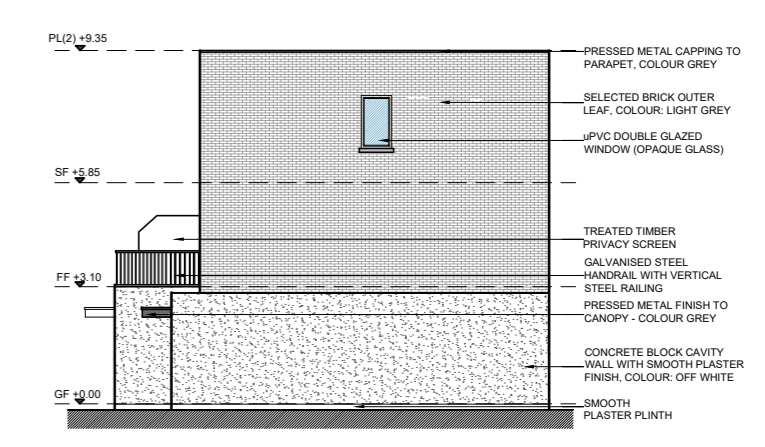 PL(2) +9.35
PRESSED METAL CAPPING TO
PARAPET, COLOUR GREY
SELECTED BRICK OUTER
LEAF, COLOUR: LIGHT GREY
uPVC DOUBLE GLAZED
WINDOW (OPAQUE GLASS)
SF +5.85
TREATED TIMBER
PRIVACY SCREEN
GALVANISED STEEL
HANDRAIL WITH VERTICAL
STEEL RAILING
FF +3.10
PRESSED METAL FINISH TO
CANOPY - COLOUR GREY
CONCRETE BLOCK CAVITY
WALL WITH SMOOTH PLASTER
FINISH, COLOUR: OFF WHITE
GF +0.00
SMOOTH
PLASTER PLINTH